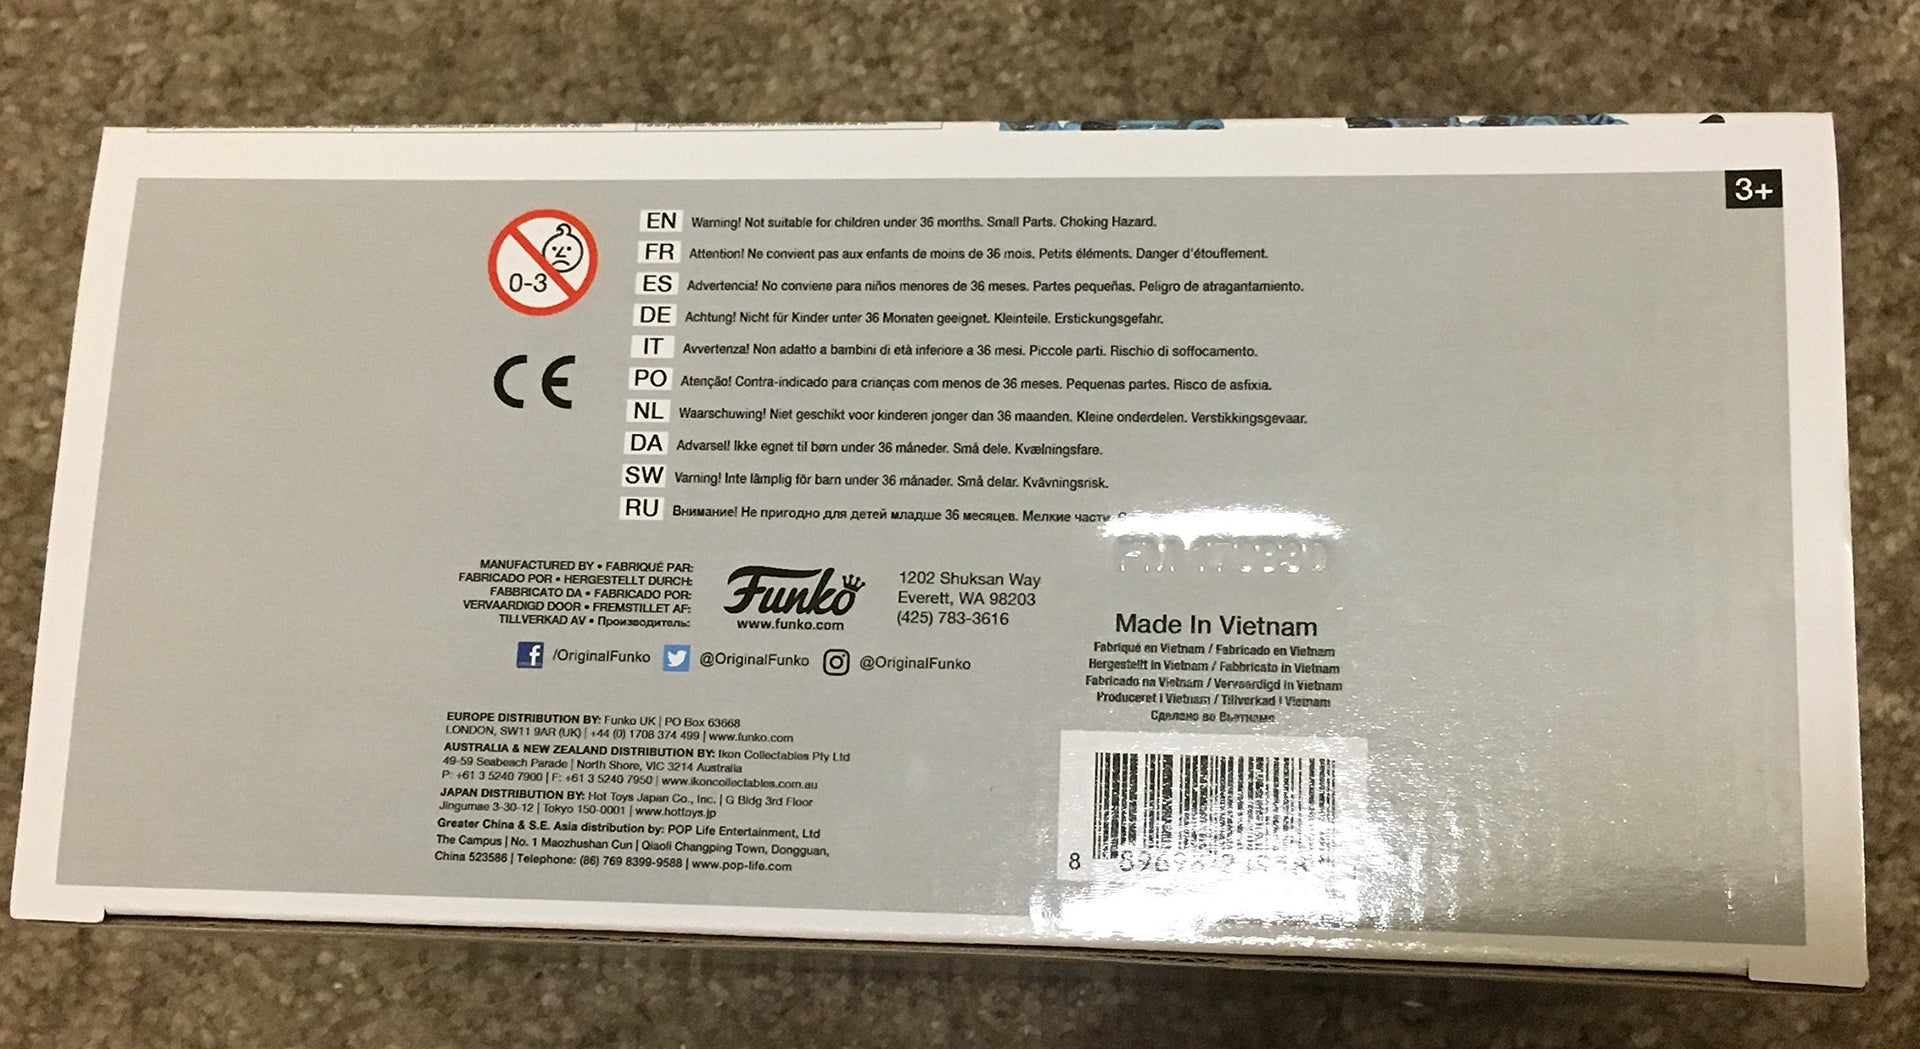 3+
0-3
CE
EN Warning! Not suitable for children under 36 months. Small Parts. Choking Hazard.
FR Attention! Ne convient pas aux enfants de moins de 36 mois. Petits éléments. Danger d'étouffement.
ES Advertencia! No conviene para niños menores de 36 meses. Partes pequeñas. Peligro de atragantamiento.
DE Achtung! Nicht für Kinder unter 36 Monaten geeignet. Kleinteile. Erstickungsgefahr.
IT Avvertenza! Non adatto a bambini di età inferiore a 36 mesi. Piccole parti. Rischio di soffocamento.
PO Atenção! Contra-indicado para crianças com menos de 36 meses. Pequenas partes. Risco de asfixia.
NL Waarschuwing! Niet geschikt voor kinderen jonger dan 36 maanden. Kleine onderdelen. Verstikkingsgevaar.
DA Advarsel! Ikke egnet til børn under 36 måneder. Små dele. Kvælningsfare.
SW Varning! Inte lämplig för barn under 36 månader. Små delar. Kvävningsrisk.
RU Внимание! Не пригодно для детей младше 36 месяцев. Мелкие части.
MANUFACTURED BY • FABRIQUÉ PAR:
FABRICADO POR • HERGESTELLT DURCH:
FABBRICATO DA • FABRICADO POR:
VERVAARDIGD DOOR • FREMSTILLET AF:
TILLVERKAD AV • Производитель:
Funko
www.funko.com
1202 Shuksan Way
Everett, WA 98203
(425) 783-3616
f /OriginalFunko @OriginalFunko @OriginalFunko
Made In Vietnam
Fabriqué en Vietnam / Fabricado en Vietnam
Hergestellt in Vietnam / Fabbricato in Vietnam
Fabricado na Vietnam / Vervaardigd in Vietnam
Produceret i Vietnam / Tillverkad i Vietnam
Сделано во Вьетнаме
EUROPE DISTRIBUTION BY: Funko UK | PO Box 63668
LONDON, SW11 9AR (UK) | +44 (0) 1708 374 499 | www.funko.com
AUSTRALIA & NEW ZEALAND DISTRIBUTION BY: Ikon Collectables Pty Ltd
49-59 Seabeach Parade | North Shore, VIC 3214 Australia
P: +61 3 5240 7900 | F: +61 3 5240 7950 | www.ikoncollectables.com.au
JAPAN DISTRIBUTION BY: Hot Toys Japan Co., Inc. | G Bldg 3rd Floor
Jingumae 3-30-12 | Tokyo 150-0001 | www.hottoys.jp
Greater China & S.E. Asia distribution by: POP Life Entertainment, Ltd
The Campus | No. 1 Maozhushan Cun | Qiaoli Changping Town, Dongguan,
China 523586 | Telephone: (86) 769 8399-9588 | www.pop-life.com
8